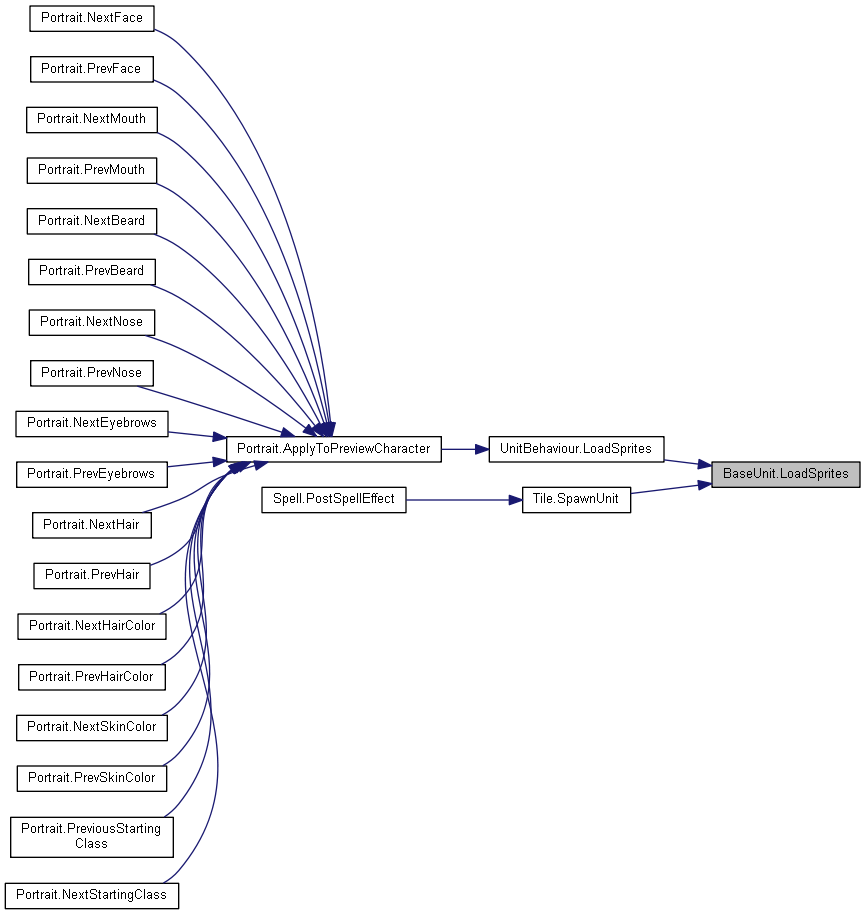 Portrait.NextFace
Portrait.PrevFace
Portrait.NextMouth
Portrait.PrevMouth
Portrait.NextBeard
Portrait.PrevBeard
Portrait.NextNose
Portrait.PrevNose
Portrait.NextEyebrows
Portrait.PrevEyebrows
Portrait.NextHair
Portrait.PrevHair
Portrait.NextHairColor
Portrait.PrevHairColor
Portrait.NextSkinColor
Portrait.PrevSkinColor
Portrait.PreviousStarting
Class
Portrait.NextStartingClass
Portrait.ApplyToPreviewCharacter
Spell.PostSpellEffect
UnitBehaviour.LoadSprites
Tile.SpawnUnit
BaseUnit.LoadSprites